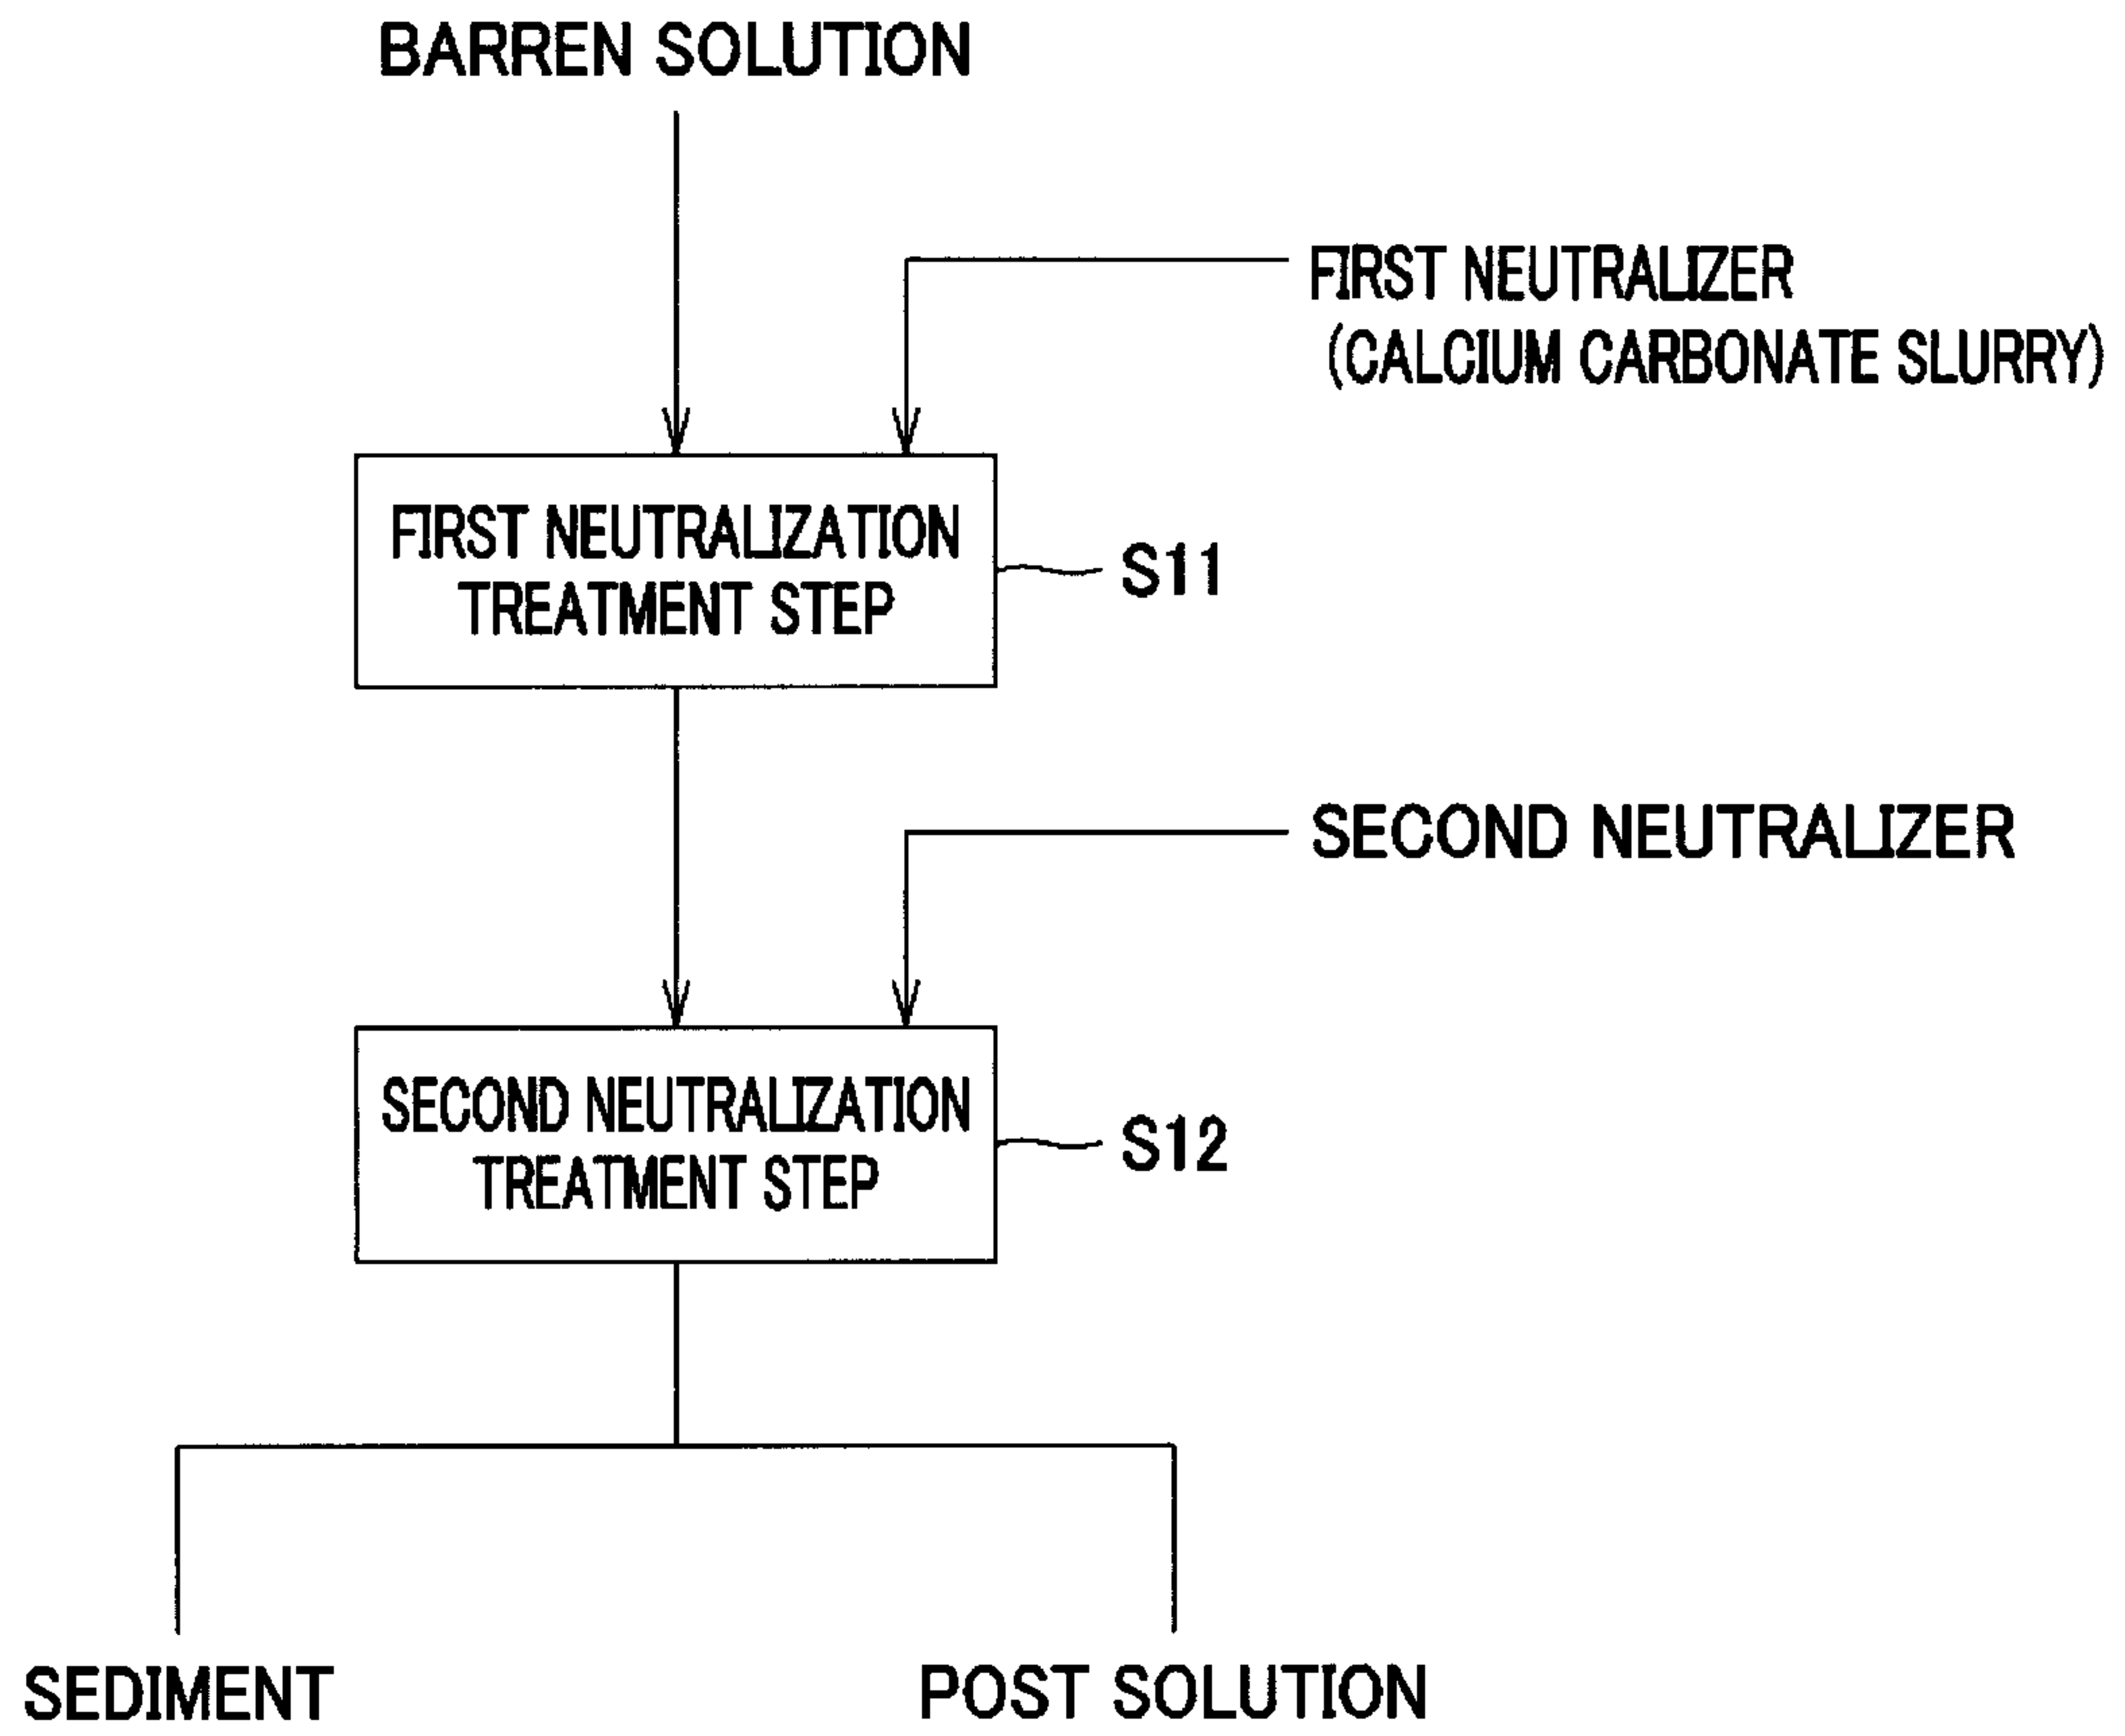 BARREN SOLUTION
FIRST NEUTRALIZER
(CALCIUM CARBONATE SLURRY)
FIRST NEUTRALIZATION
TREATMENT STEP
S11
SECOND NEUTRALIZER
SECOND NEUTRALIZATION
TREATMENT STEP
S12
SEDIMENT
POST SOLUTION